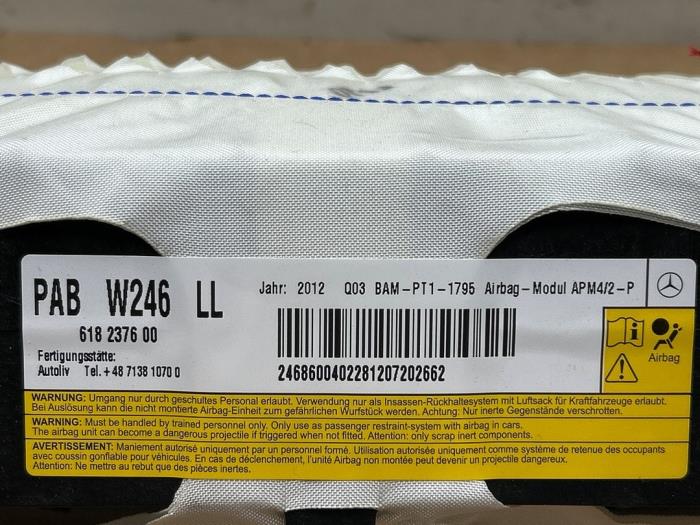 PAB W246 LL
Jahr: 2012 Q03 BAM-PT1-1795 Airbag-Modul APM4/2-P
618 2376 00
Fertigungsstätte:
Autoliv Tel.+48 71381070 0
2468600402281207202662
i
Airbag
WARNUNG: Umgang nur durch geschultes Personal erlaubt. Verwendung nur als Insassen-Rückhaltesystem mit Luftsack für Kraftfahrzeuge erlaubt.
Bei Auslösung kann die nicht montierte Airbag-Einheit zum gefährlichen Wurfstück werden. Achtung: Nur inerte Gegenstände verschrotten.
WARNING: Must be handled by trained personnel only. Only use as passenger restraint-system with airbag in cars.
The airbag unit can become a dangerous projectile if triggered when not fitted. Attention: only scrap inert components.
AVERTISSEMENT: Maniement autorisé uniquement par un personnel formé. Utilisation autorisée uniquement comme système de retenue des occupants
avec coussin gonflable pour véhicules. En cas de déclenchement, l'unité Airbag non montée peut devenir un projectile dangereux.
Attention: Ne mettre au rebut que des pièces inertes.